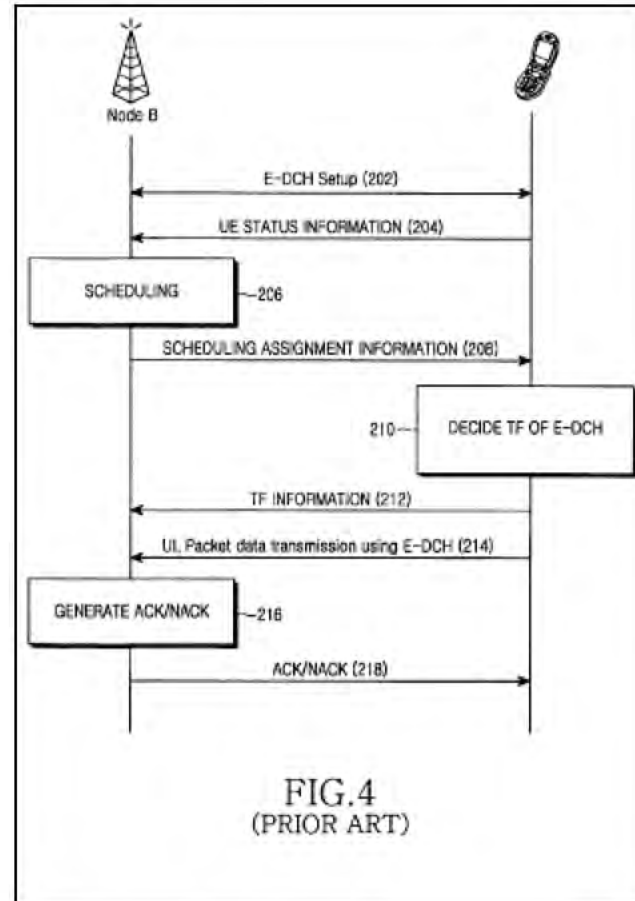 Node B
E-DCH Setup (202)
UE STATUS INFORMATION (204)
SCHEDULING
206
SCHEDULING ASSIGNMENT INFORMATION (208)
210
DECIDE TF OF E-DCH
TF INFORMATION (212)
UL Packet data transmission using E-DCH (214)
GENERATE ACK/NACK
216
ACK/NACK (218)
FIG.4
(PRIOR ART)